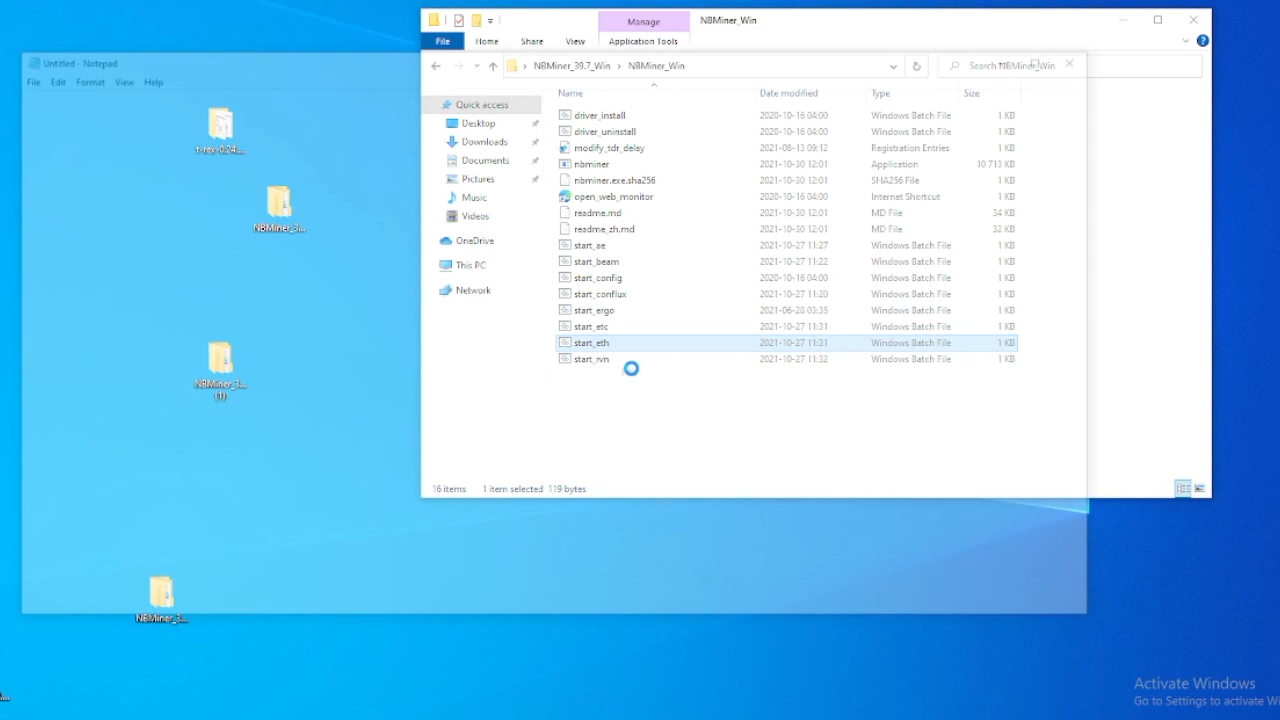 Manage
NBMiner_Win
File
Home
Share
View
Application Tools
Untitled - Notepad
File
Edit
Format
View
Help
NBMiner_39.7_Win
NBMiner_Win
Search NBMiner_Win
Name
Date modified
Type
Size
Quick access
Desktop
Downloads
Documents
Pictures
Music
Videos
OneDrive
This PC
Network
driver_install 2020-10-16 04:00 Windows Batch File 1 KB
driver_uninstall 2020-10-16 04:00 Windows Batch File 1 KB
modify_tdr_delay 2021-08-13 09:12 Registration Entries 1 KB
nbminer 2021-10-30 12:01 Application 10 713 KB
nbminer.exe.sha256 2021-10-30 12:01 SHA256 File 1 KB
open_web_monitor 2020-10-16 04:00 Internet Shortcut 1 KB
readme.md 2021-10-30 12:01 MD File 34 KB
readme_zh.md 2021-10-30 12:01 MD File 32 KB
start_ae 2021-10-27 11:27 Windows Batch File 1 KB
start_beam 2021-10-27 11:22 Windows Batch File 1 KB
start_config 2020-10-16 04:00 Windows Batch File 1 KB
start_conflux 2021-10-27 11:20 Windows Batch File 1 KB
start_ergo 2021-06-28 03:35 Windows Batch File 1 KB
start_etc 2021-10-27 11:31 Windows Batch File 1 KB
start_eth 2021-10-27 11:31 Windows Batch File 1 KB
start_rvn 2021-10-27 11:32 Windows Batch File 1 KB
16 items
1 item selected
119 bytes
t-rex-0.24....
NBMiner_3...
NBMiner_3...
(1)
NBMiner_3...
Activate Windows
Go to Settings to activate Wi